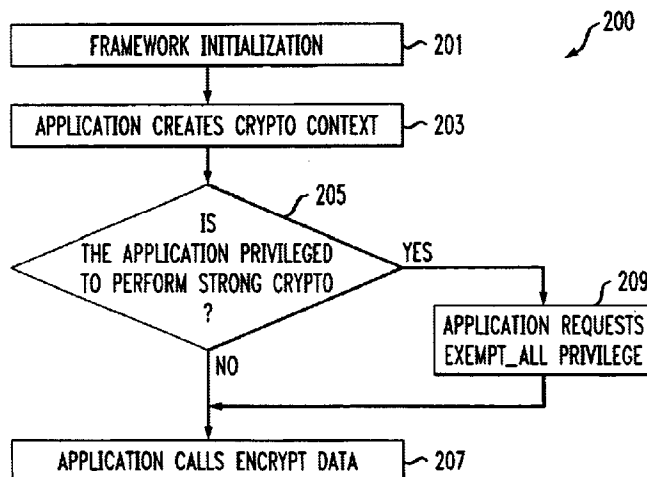 200
FRAMEWORK INITIALIZATION
201
APPLICATION CREATES CRYPTO CONTEXT
203
205
IS
THE APPLICATION PRIVILEGED
TO PERFORM STRONG CRYPTO
?
YES
209
APPLICATION REQUESTS
EXEMPT_ALL PRIVILEGE
NO
APPLICATION CALLS ENCRYPT DATA
207